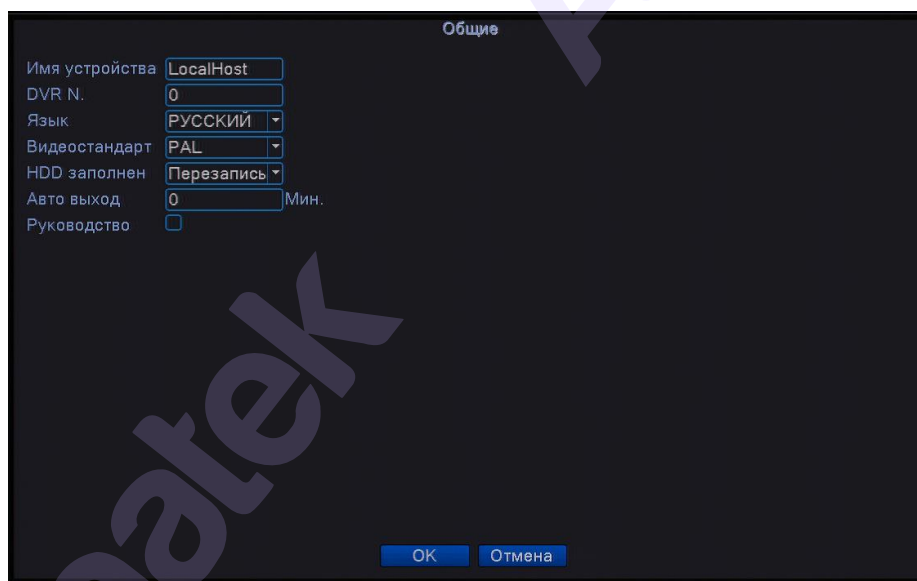 Общие
Имя устройства LocalHost
DVR N. 0
Язык РУССКИЙ
Видеостандарт PAL
HDD заполнен Перезапись
Авто выход 0 Мин.
Руководство
OK Отмена